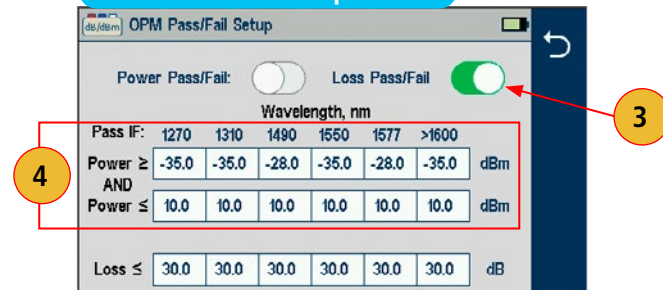 dB/dBm OPM Pass/Fail Setup
Power Pass/Fail: Loss Pass/Fail
3
Wavelength, nm
Pass IF: 1270 1310 1490 1550 1577 >1600
4
Power ≥ -35.0 -35.0 -28.0 -35.0 -28.0 -35.0 dBm
AND
Power ≤ 10.0 10.0 10.0 10.0 10.0 10.0 dBm
Loss ≤ 30.0 30.0 30.0 30.0 30.0 30.0 dB